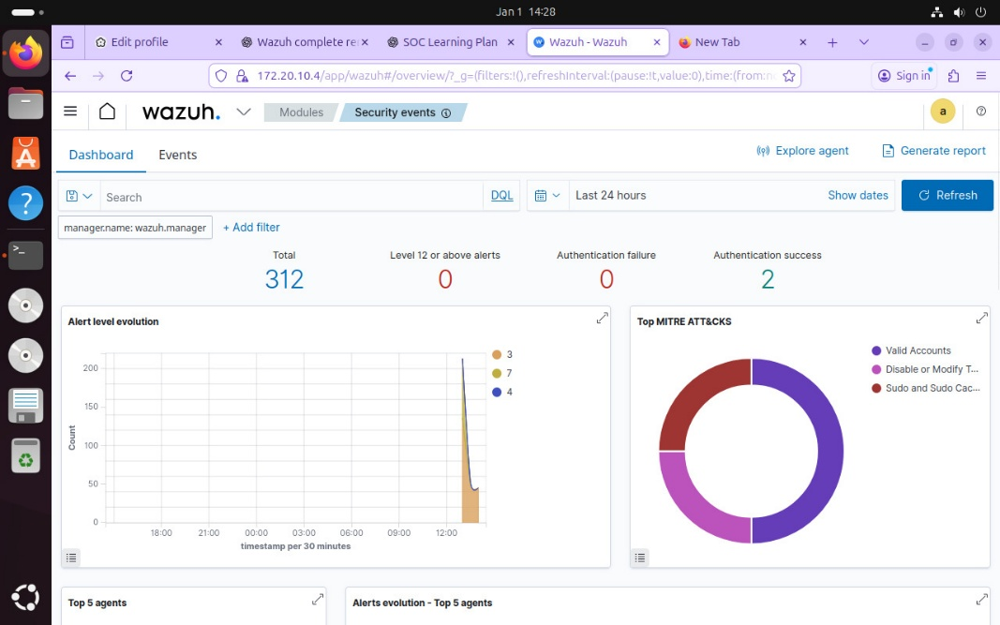 Jan 1 14:28
Edit profile
Wazuh complete re
SOC Learning Plan
Wazuh - Wazuh
New Tab
172.20.10.4/app/wazuh#/overview/?_g=(filters:!(),refreshInterval:(pause:!t,value:0),time:(from:n
Sign in
wazuh.
Modules
Security events
a
Dashboard
Events
Explore agent
Generate report
Search
DQL
Last 24 hours
Show dates
Refresh
manager.name: wazuh.manager
+ Add filter
Total
312
Level 12 or above alerts
0
Authentication failure
0
Authentication success
2
Alert level evolution
200
150
100
50
0
Count
18:00
21:00
00:00
03:00
06:00
09:00
12:00
timestamp per 30 minutes
3
7
4
Top MITRE ATT&CKS
Valid Accounts
Disable or Modify T...
Sudo and Sudo Cac...
Top 5 agents
Alerts evolution - Top 5 agents